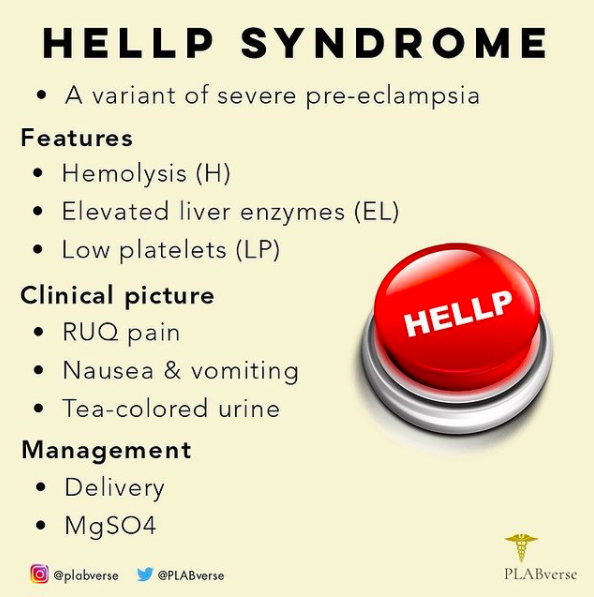 HELLP SYNDROME
• A variant of severe pre-eclampsia
Features
• Hemolysis (H)
• Elevated liver enzymes (EL)
• Low platelets (LP)
Clinical picture
• RUQ pain
• Nausea & vomiting
• Tea-colored urine
HELLP
Management
• Delivery
• MgSO4
@plabverse @PLABverse
PLABverse